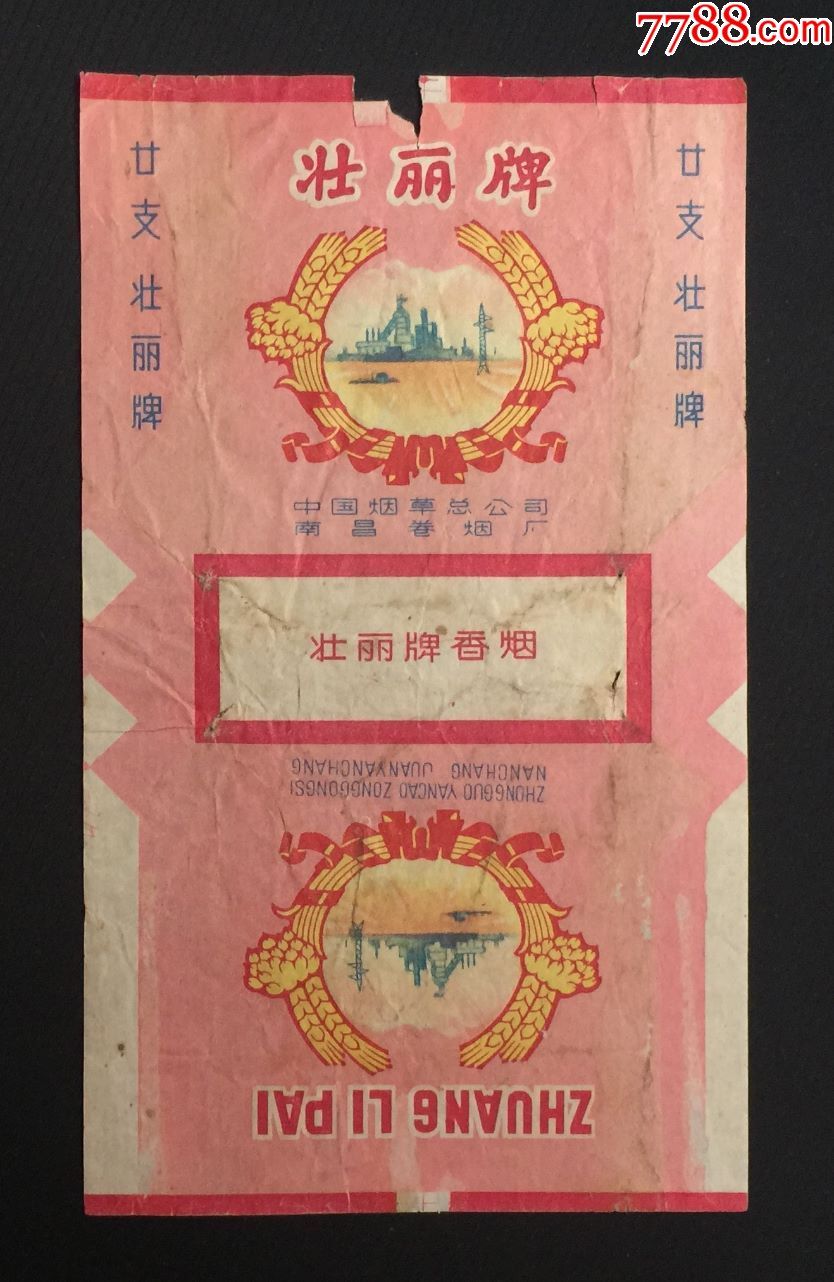 7788.com
壮丽牌
廿支 壮丽牌
廿支 壮丽牌
中国烟草总公司
南昌卷烟厂
壮丽牌香烟
ZHONGGUO YANCAO ZONGGONGSI
NANCHANG JUANYANCHANG
ZHUANG LI PAI